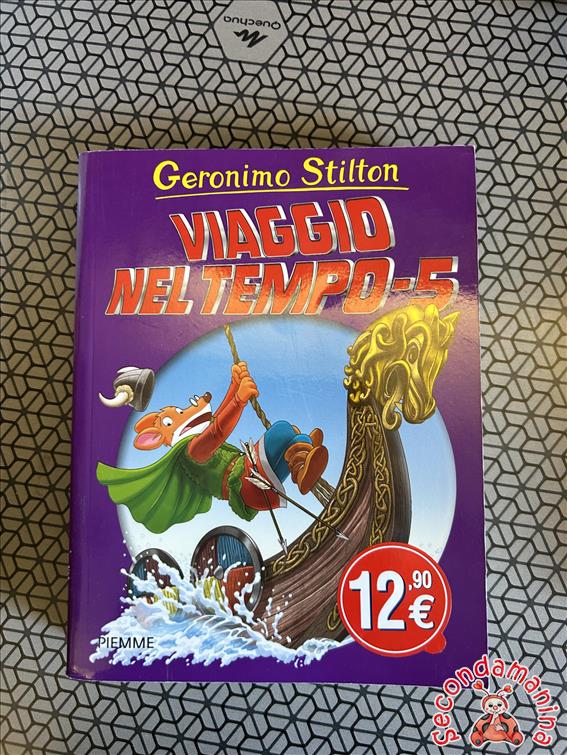 Quechua
Geronimo Stilton
VIAGGIO
NEL TEMPO-5
12,90
€
PIEMME
Secondamanina